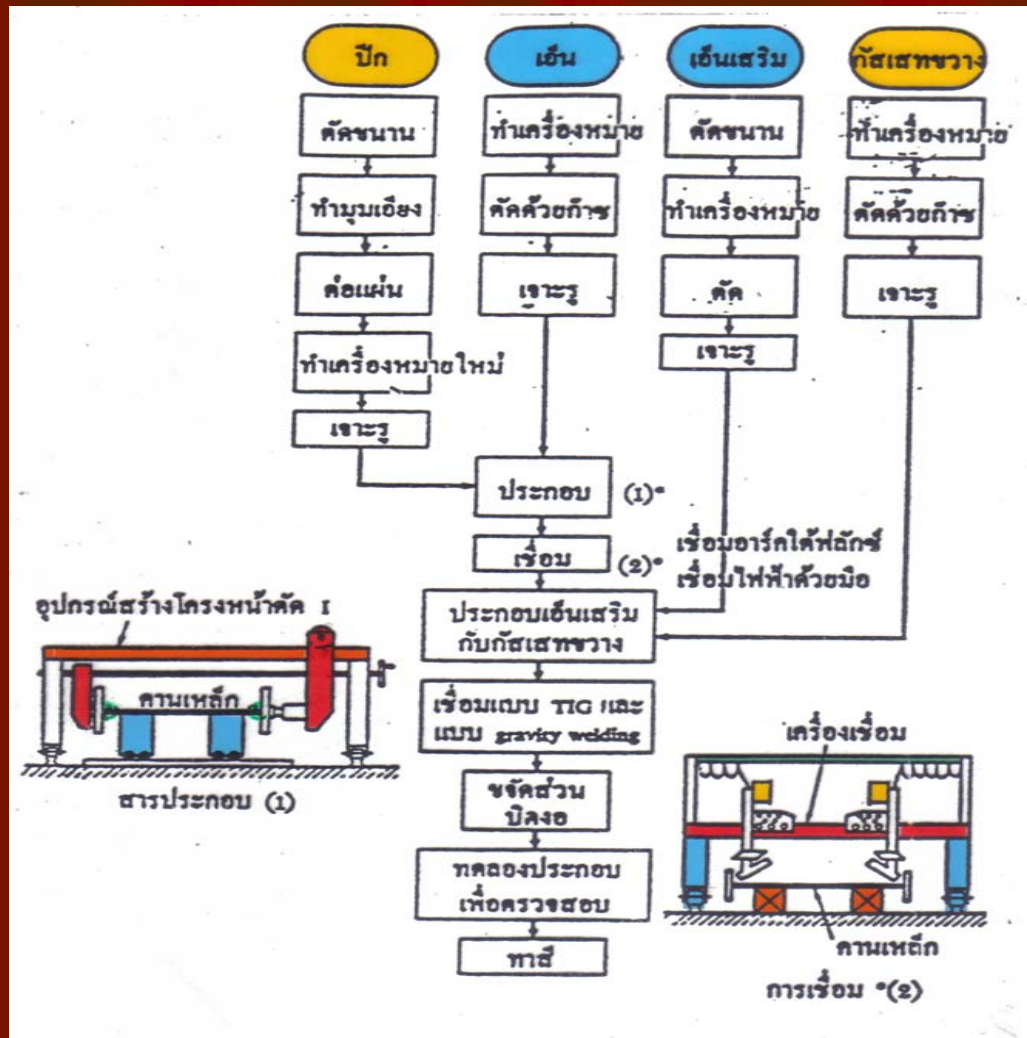 ปีก
เอ็น
เอ็นเสริม
กัสเสทขวาง
ตัดขนาน
ทำมุมเอียง
ต่อแผ่น
ทำเครื่องหมายใหม่
เจาะรู
ทำเครื่องหมาย
ตัดด้วยก๊าซ
เจาะรู
ตัดขนาน
ทำเครื่องหมาย
ตัด
เจาะรู
ทำเครื่องหมาย
ตัดด้วยก๊าซ
เจาะรู
ประกอบ (1)*
เชื่อม (2)*
เชื่อมอาร์คใต้ฟลักซ์
เชื่อมไฟฟ้าด้วยมือ
ประกอบเอ็นเสริม
กับกัสเสทขวาง
เชื่อมแบบ TIG และ
แบบ gravity welding
ขจัดส่วน
บิดงอ
ทดลองประกอบ
เพื่อตรวจสอบ
ทาสี
อุปกรณ์สร้างโครงหน้าตัด I
คานเหล็ก
สารประกอบ (1)
เครื่องเชื่อม
คานเหล็ก
การเชื่อม *(2)